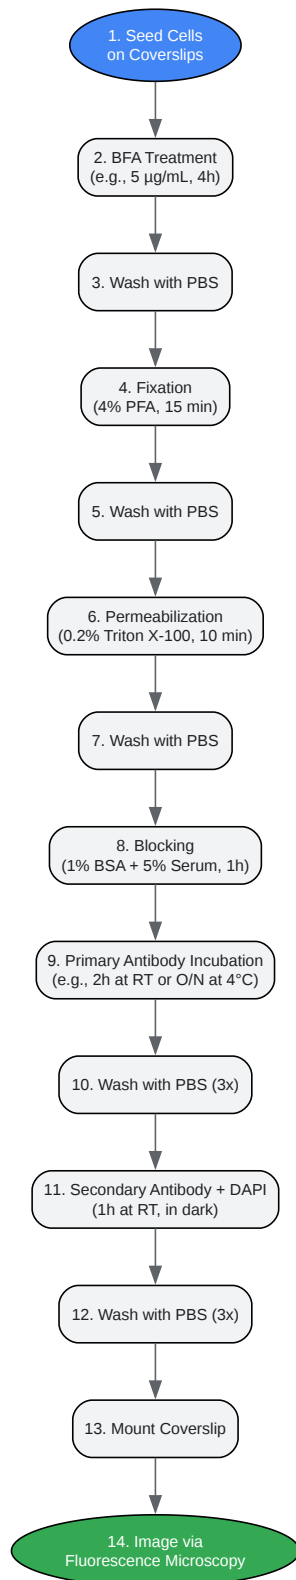 1. Seed Cells
on Coverslips
2. BFA Treatment
(e.g., 5 µg/mL, 4h)
3. Wash with PBS
4. Fixation
(4% PFA, 15 min)
5. Wash with PBS
6. Permeabilization
(0.2% Triton X-100, 10 min)
7. Wash with PBS
8. Blocking
(1% BSA + 5% Serum, 1h)
9. Primary Antibody Incubation
(e.g., 2h at RT or O/N at 4°C)
10. Wash with PBS (3x)
11. Secondary Antibody + DAPI
(1h at RT, in dark)
12. Wash with PBS (3x)
13. Mount Coverslip
14. Image via
Fluorescence Microscopy